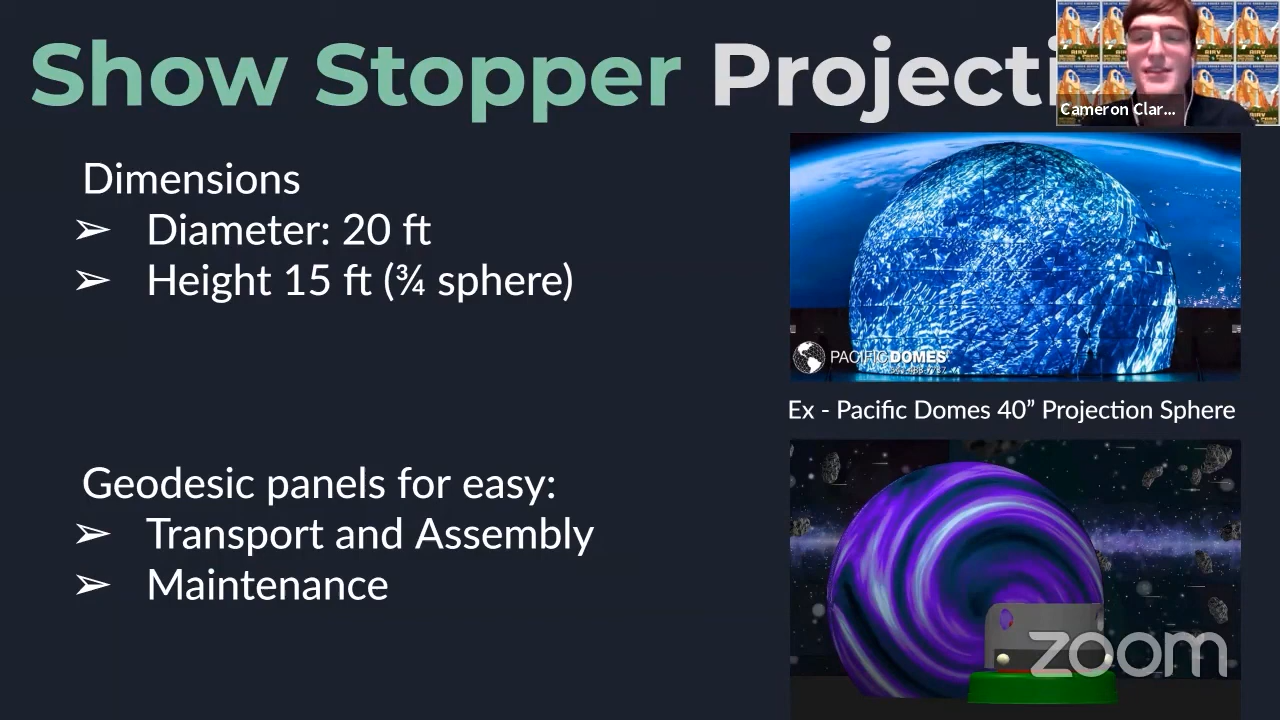 Show Stopper Projecti
Cameron Clar...
Dimensions
➢ Diameter: 20 ft
➢ Height 15 ft (¾ sphere)
PACIFIC DOMES
Ex - Pacific Domes 40” Projection Sphere
Geodesic panels for easy:
➢ Transport and Assembly
➢ Maintenance
zoom